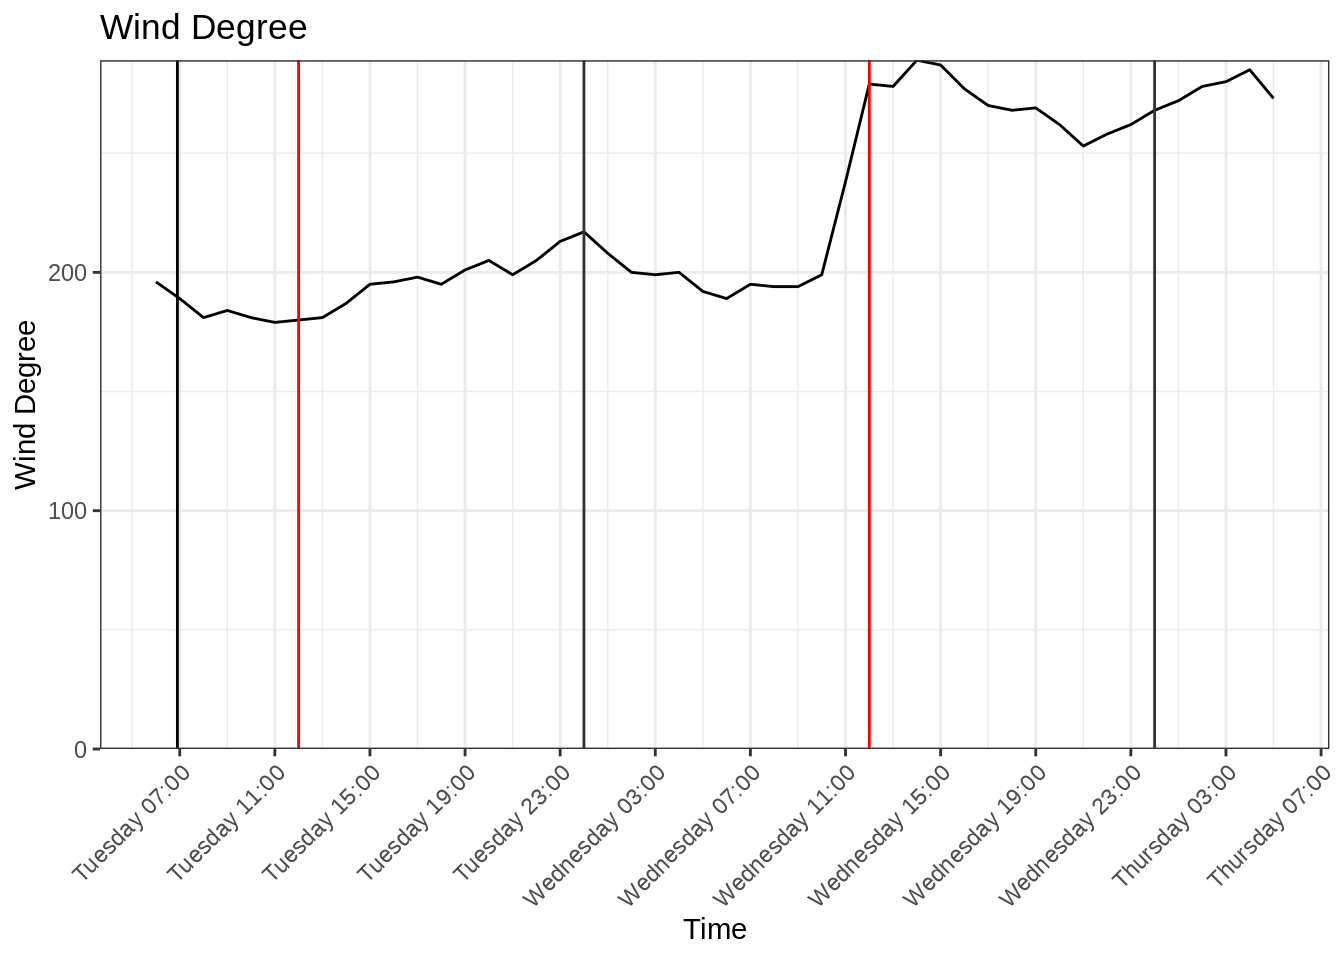 Wind Degree
Wind Degree
200
100
0
Tuesday 07:00
Tuesday 11:00
Tuesday 15:00
Tuesday 19:00
Tuesday 23:00
Wednesday 03:00
Wednesday 07:00
Wednesday 11:00
Wednesday 15:00
Wednesday 19:00
Wednesday 23:00
Thursday 03:00
Thursday 07:00
Time